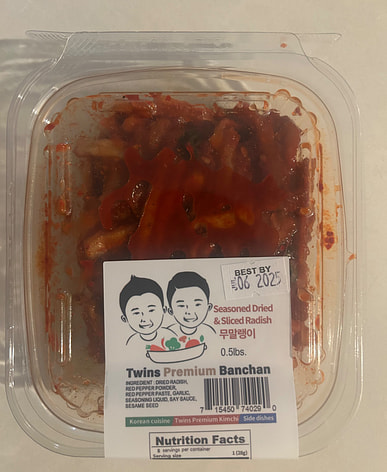 BEST BY
06 2025
Seasoned Dried
& Sliced Radish
무말랭이
0.5lbs.
Twins Premium Banchan
INGREDIENT : DRIED RADISH,
RED PEPPER POWDER,
RED PEPPER PASTE, GARLIC,
SEASONING LIQUID, SAY SAUCE,
SESAME SEED
7 15450 74029 0
Korean cuisine Twins Premium Kimchi Side dishes
Nutrition Facts
8 servings per container
Serving size 1 (28g)